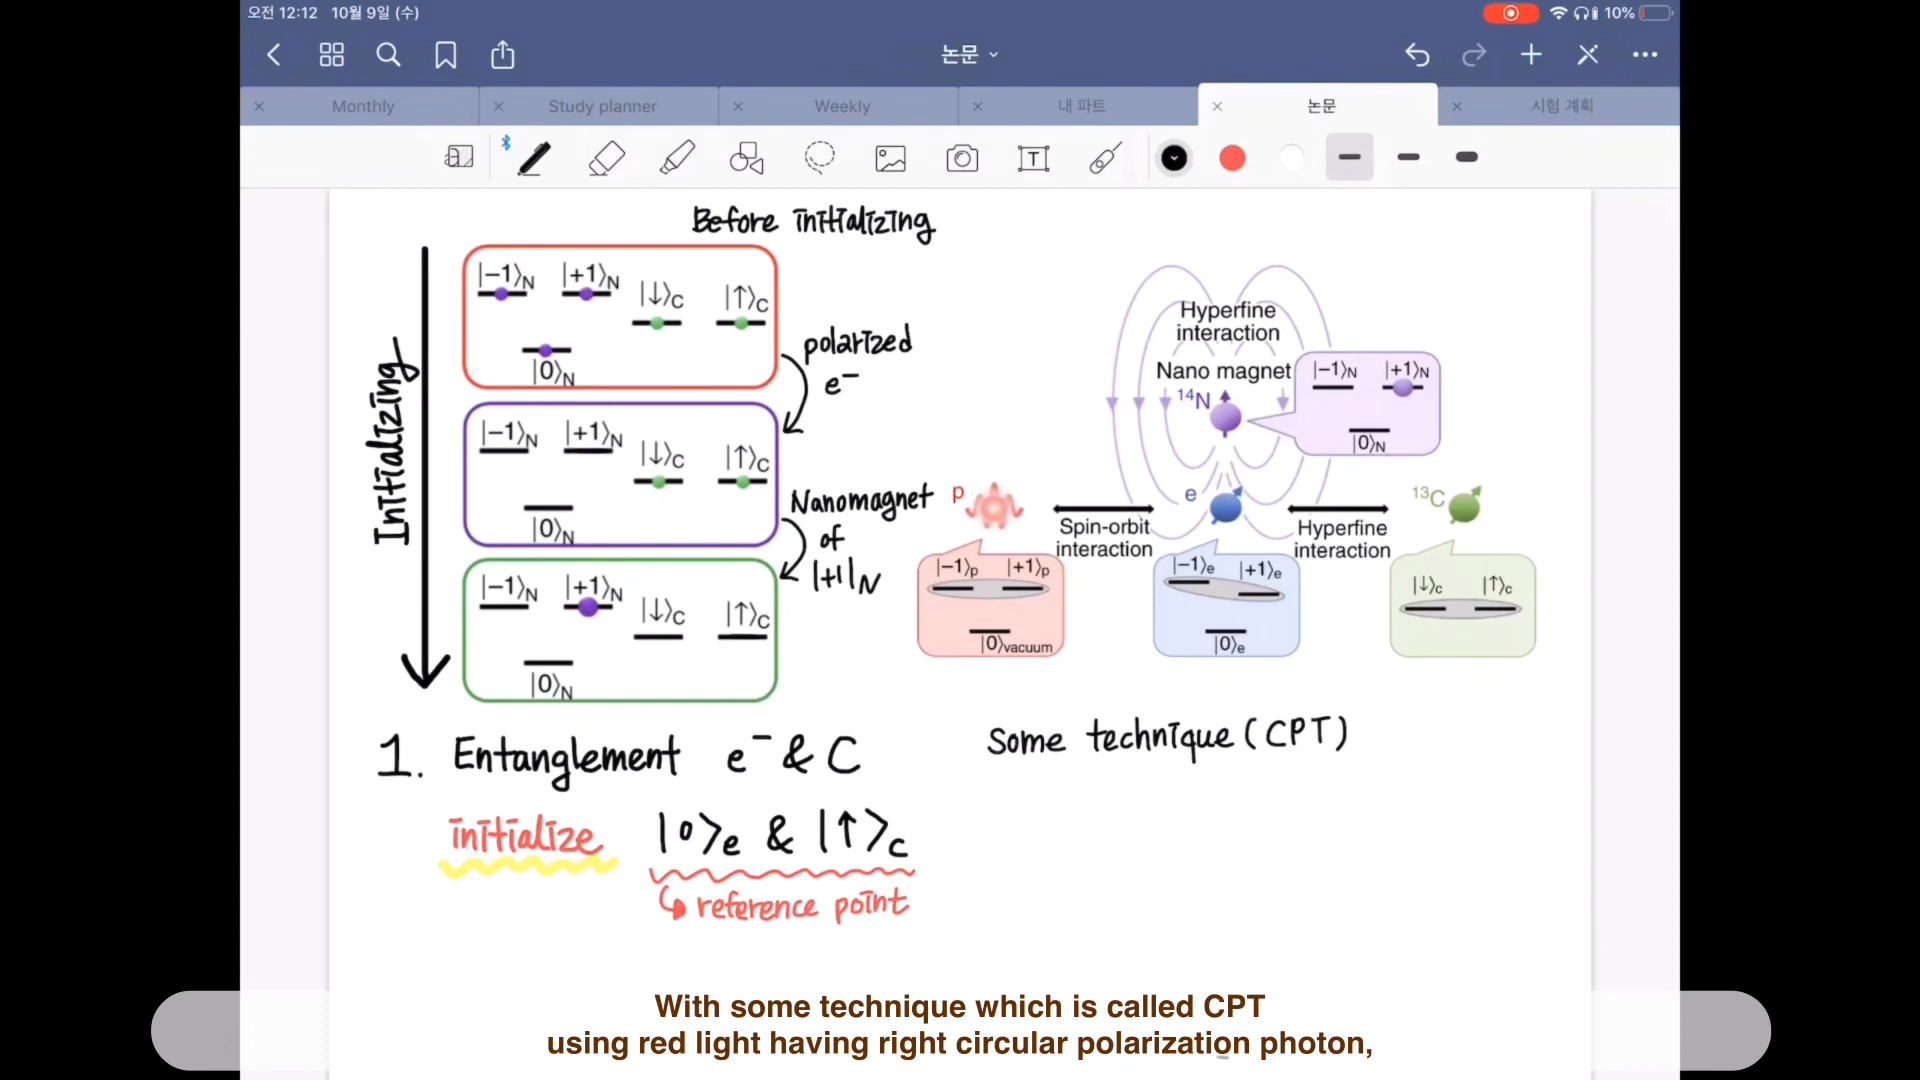 오전 12:12 10월 9일 (수)
10%
논문
Monthly
Study planner
Weekly
내 파트
논문
시험 계획
Before initializing
Initializing
|−1⟩N |+1⟩N |↓⟩C |↑⟩C
|0⟩N
polarized
e⁻
|−1⟩N |+1⟩N |↓⟩C |↑⟩C
|0⟩N
Nanomagnet
of
|+1|N
|−1⟩N |+1⟩N |↓⟩C |↑⟩C
|0⟩N
Hyperfine
interaction
Nano magnet
¹⁴N
|−1⟩N |+1⟩N
|0⟩N
p
e
¹³C
Spin-orbit
interaction
Hyperfine
interaction
|−1⟩p |+1⟩p
|0⟩vacuum
|−1⟩e |+1⟩e
|0⟩e
|↓⟩c |↑⟩c
1. Entanglement e⁻ & C
Some technique (CPT)
initialize |0⟩e & |↑⟩c
reference point
With some technique which is called CPT
using red light having right circular polarization photon,